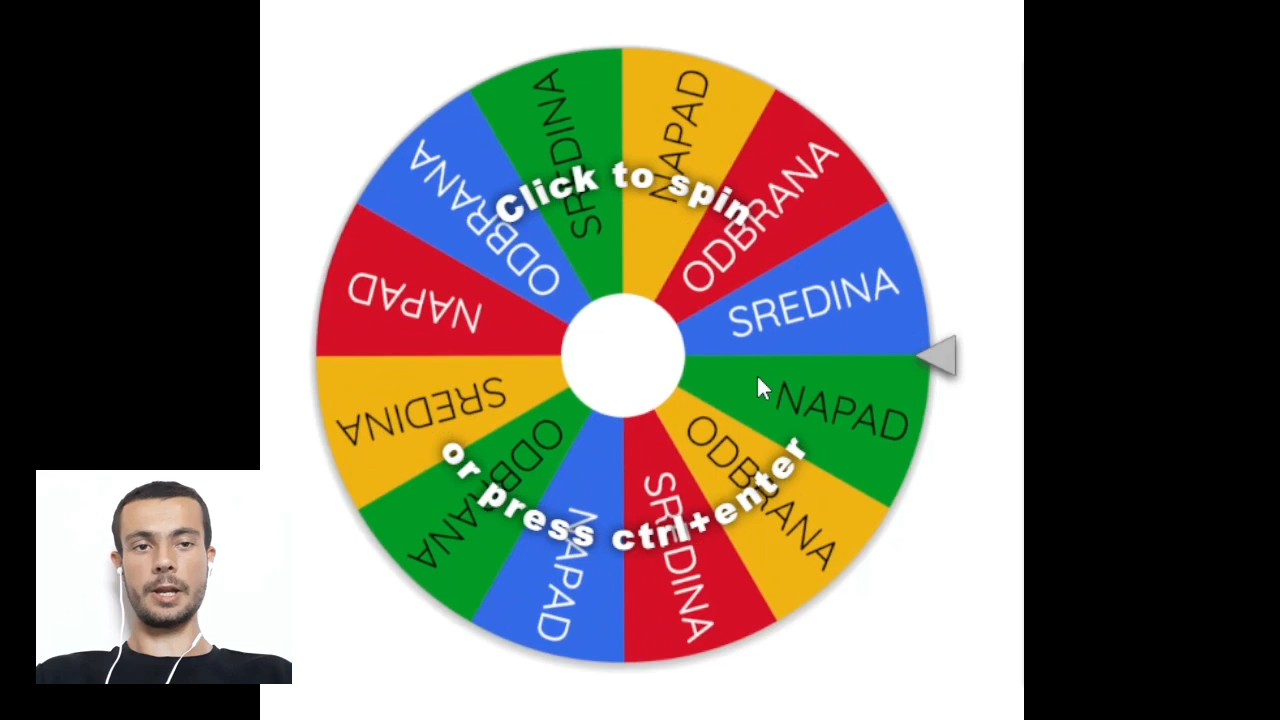 Click to spin
or press ctrl+enter
NAPAD
ODBRANA
SREDINA
NAPAD
ODBRANA
SREDINA
NAPAD
ODBRANA
SREDINA
NAPAD
ODBRANA
SREDINA